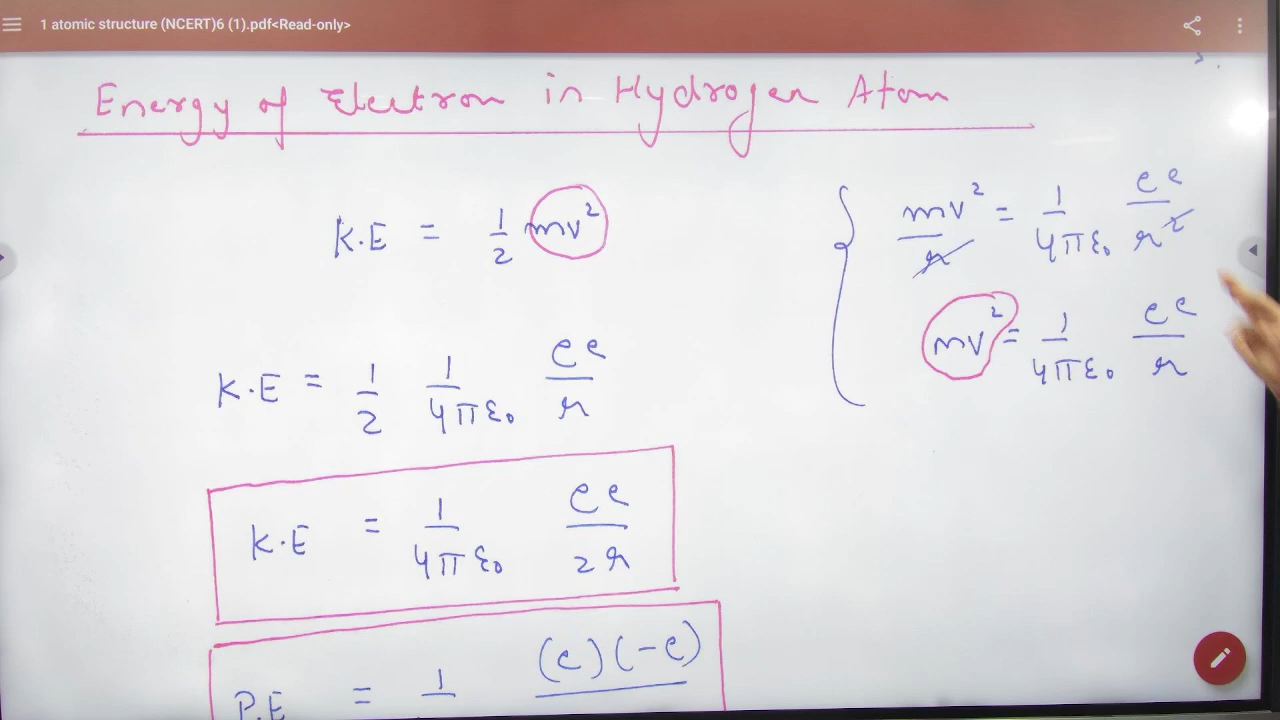 1 atomic structure (NCERT)6 (1).pdf<Read-only>
Energy of Electron in Hydrogen Atom
K.E = 1/2 mv²
mv²/r = 1/4πε₀ ee/r²
mv² = 1/4πε₀ ee/r
K.E = 1/2 1/4πε₀ ee/r
K.E = 1/4πε₀ ee/2r
P.E = 1 (e)(-e)